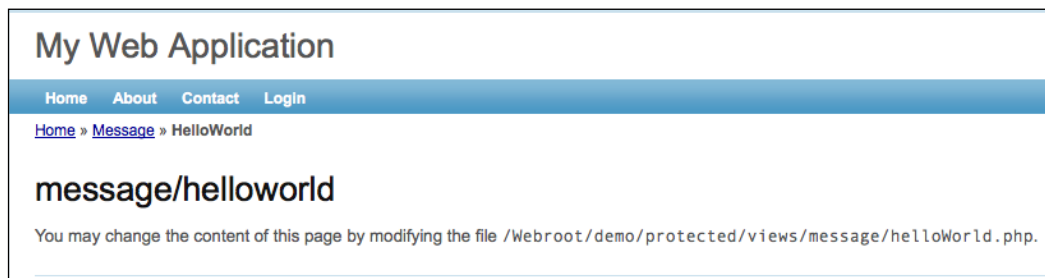 My Web Application
Home About Contact Login
Home » Message » HelloWorld
message/helloworld
You may change the content of this page by modifying the file /Webroot/demo/protected/views/message/helloWorld.php.